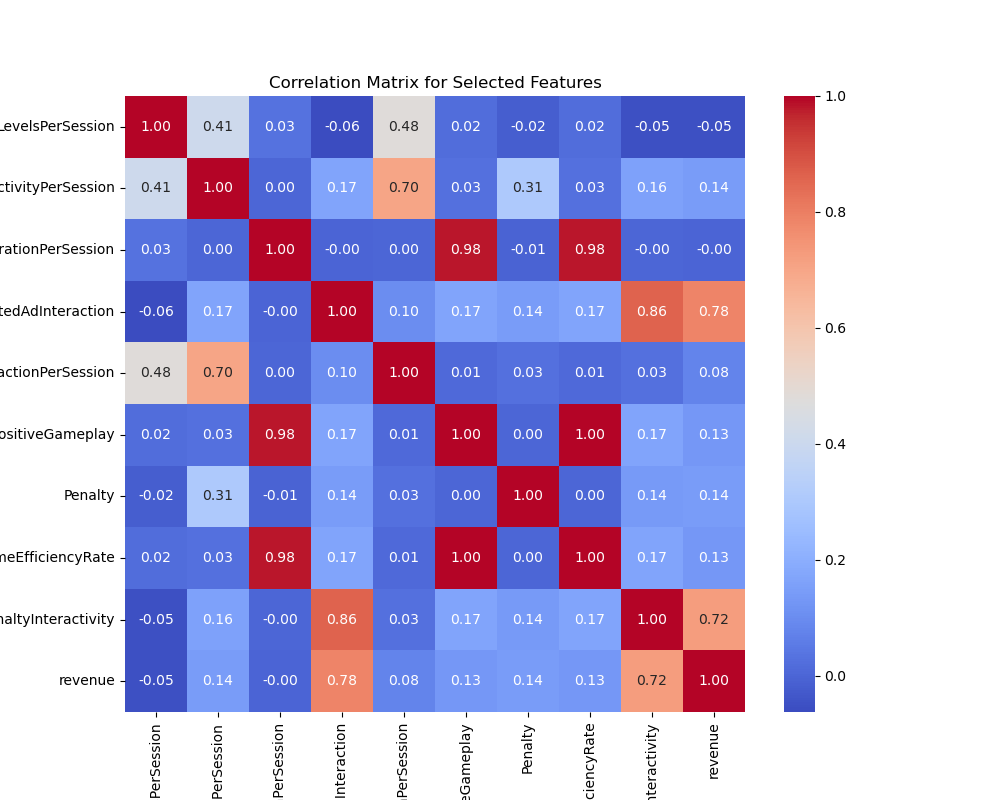 Correlation Matrix for Selected Features
LevelsPerSession 1.00 0.41 0.03 -0.06 0.48 0.02 -0.02 0.02 -0.05 -0.05
ctivityPerSession 0.41 1.00 0.00 0.17 0.70 0.03 0.31 0.03 0.16 0.14
rationPerSession 0.03 0.00 1.00 -0.00 0.00 0.98 -0.01 0.98 -0.00 -0.00
tedAdInteraction -0.06 0.17 -0.00 1.00 0.10 0.17 0.14 0.17 0.86 0.78
actionPerSession 0.48 0.70 0.00 0.10 1.00 0.01 0.03 0.01 0.03 0.08
ositiveGameplay 0.02 0.03 0.98 0.17 0.01 1.00 0.00 1.00 0.17 0.13
Penalty -0.02 0.31 -0.01 0.14 0.03 0.00 1.00 0.00 0.14 0.14
meEfficiencyRate 0.02 0.03 0.98 0.17 0.01 1.00 0.00 1.00 0.17 0.13
naltyInteractivity -0.05 0.16 -0.00 0.86 0.03 0.17 0.14 0.17 1.00 0.72
revenue -0.05 0.14 -0.00 0.78 0.08 0.13 0.14 0.13 0.72 1.00
PerSession
PerSession
PerSession
Interaction
PerSession
eGameplay
Penalty
ciencyRate
nteractivity
revenue
1.0
0.8
0.6
0.4
0.2
0.0